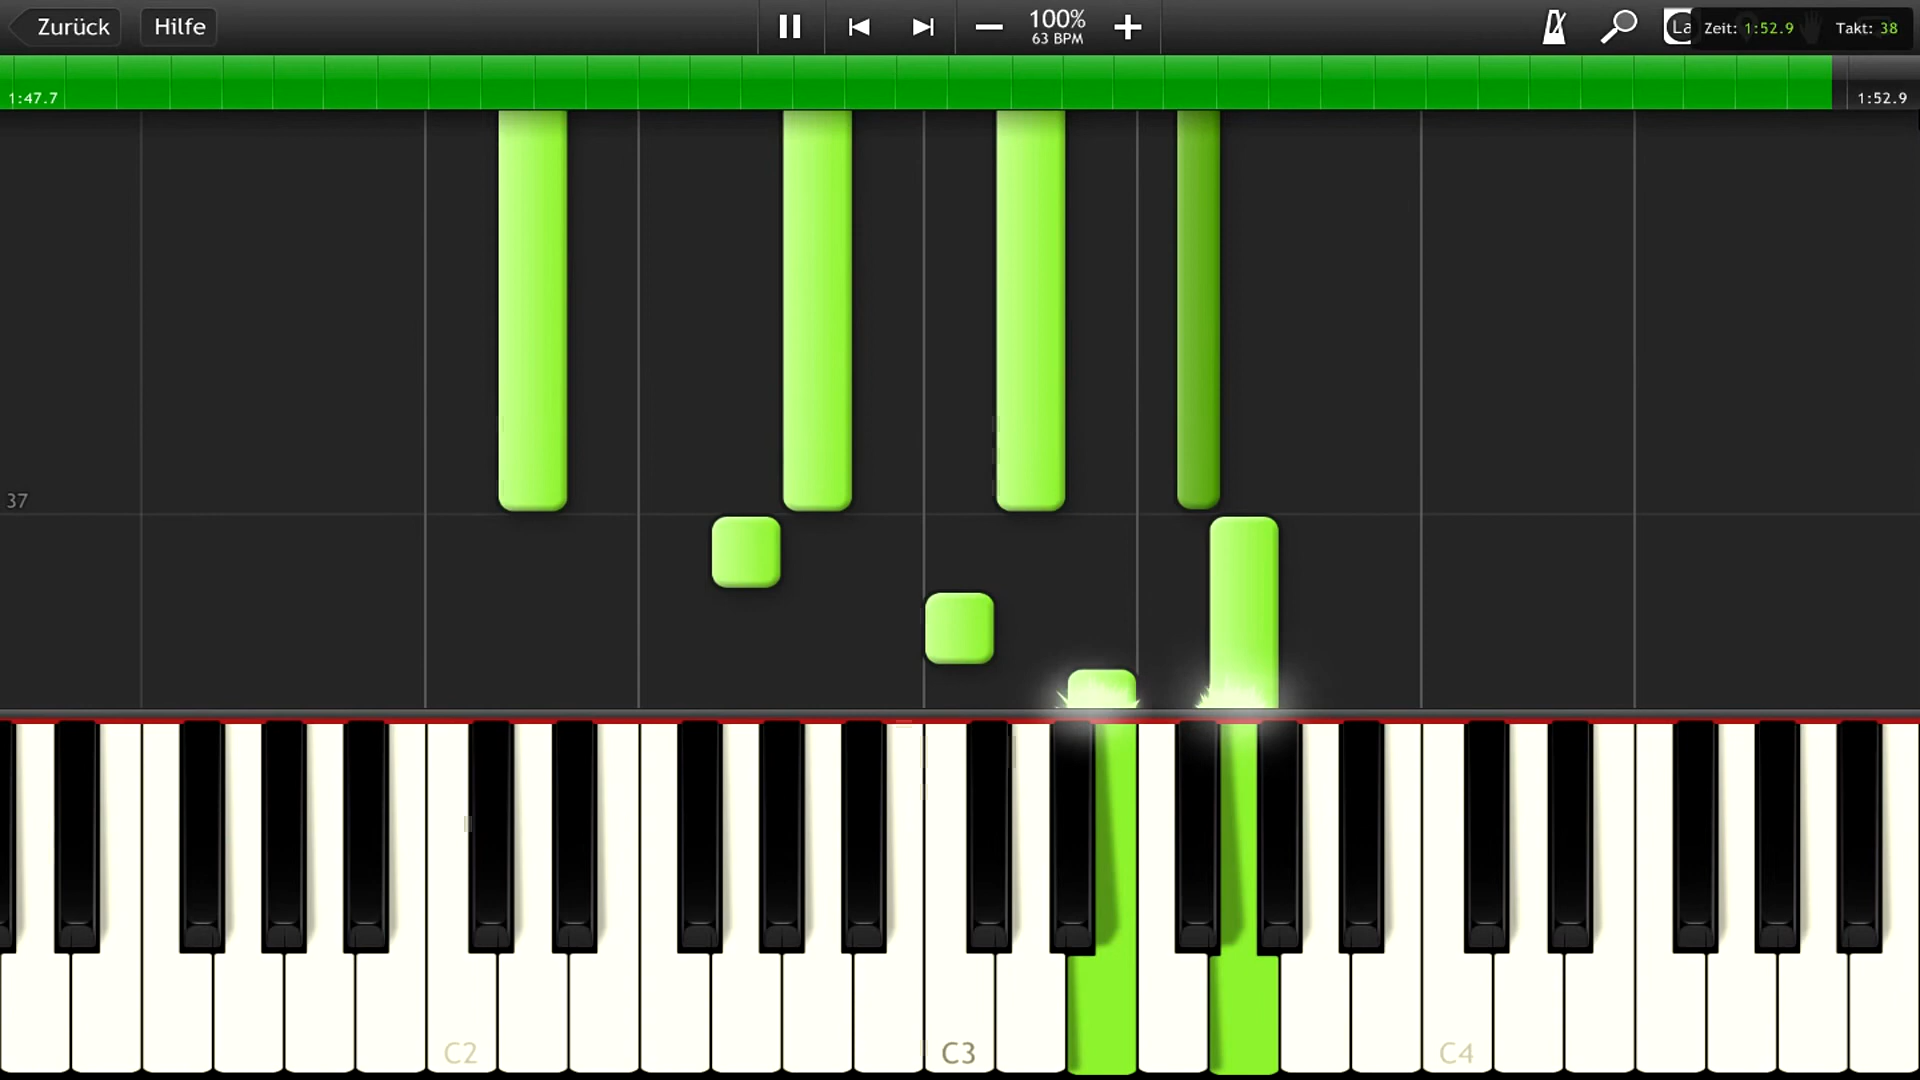 Zurück
Hilfe
100%
63 BPM
La
Zeit: 1:52.9
Takt: 38
1:47.7
1:52.9
37
C2
C3
C4